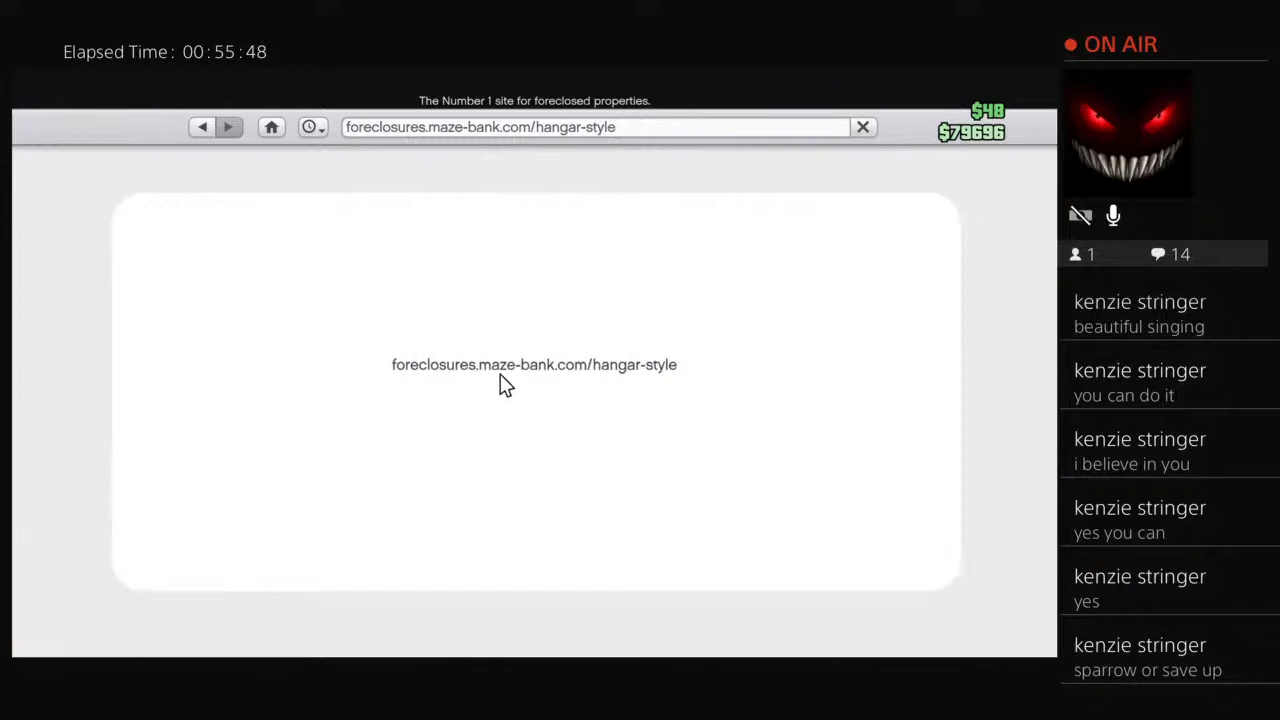 Elapsed Time: 00:55:48
ON AIR
The Number 1 site for foreclosed properties.
foreclosures.maze-bank.com/hangar-style
$48
$79696
foreclosures.maze-bank.com/hangar-style
1 14
kenzie stringer
beautiful singing
kenzie stringer
you can do it
kenzie stringer
i believe in you
kenzie stringer
yes you can
kenzie stringer
yes
kenzie stringer
sparrow or save up